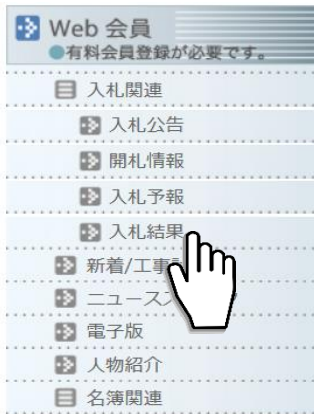 Web 会員
●有料会員登録が必要です。
入札関連
入札公告
開札情報
入札予報
入札結果
新着/工事
ニュース
電子版
人物紹介
名簿関連